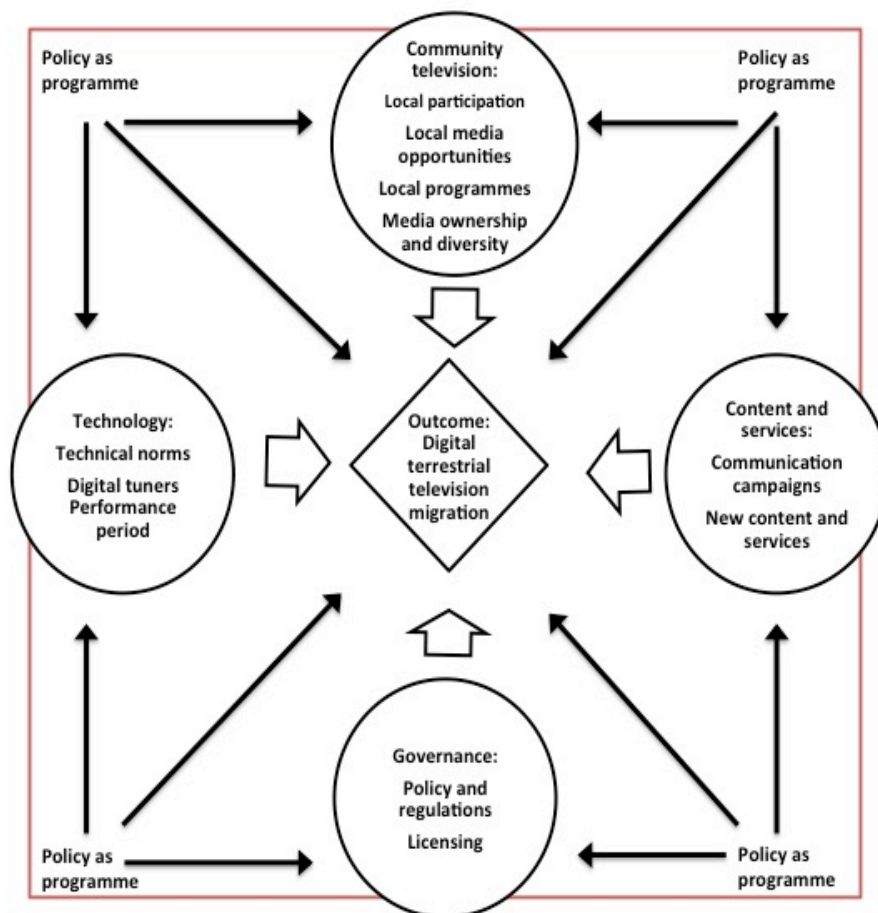 Policy as
programme
Community
television:
Local participation
Local media
opportunities
Local programmes
Media ownership
and diversity
Policy as
programme
Technology:
Technical norms
Digital tuners
Performance
period
Outcome:
Digital
terrestrial
television
migration
Content and
services:
Communication
campaigns
New content and
services
Governance:
Policy and
regulations
Licensing
Policy as
programme
Policy as
programme